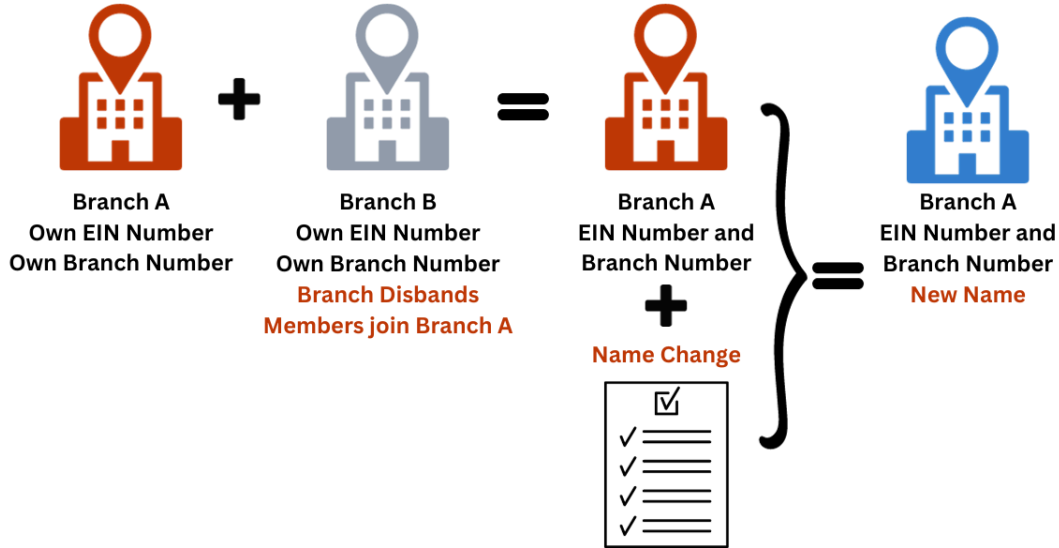 Branch A
Own EIN Number
Own Branch Number
Branch B
Own EIN Number
Own Branch Number
Branch Disbands
Members join Branch A
Branch A
EIN Number and
Branch Number
Name Change
Branch A
EIN Number and
Branch Number
New Name